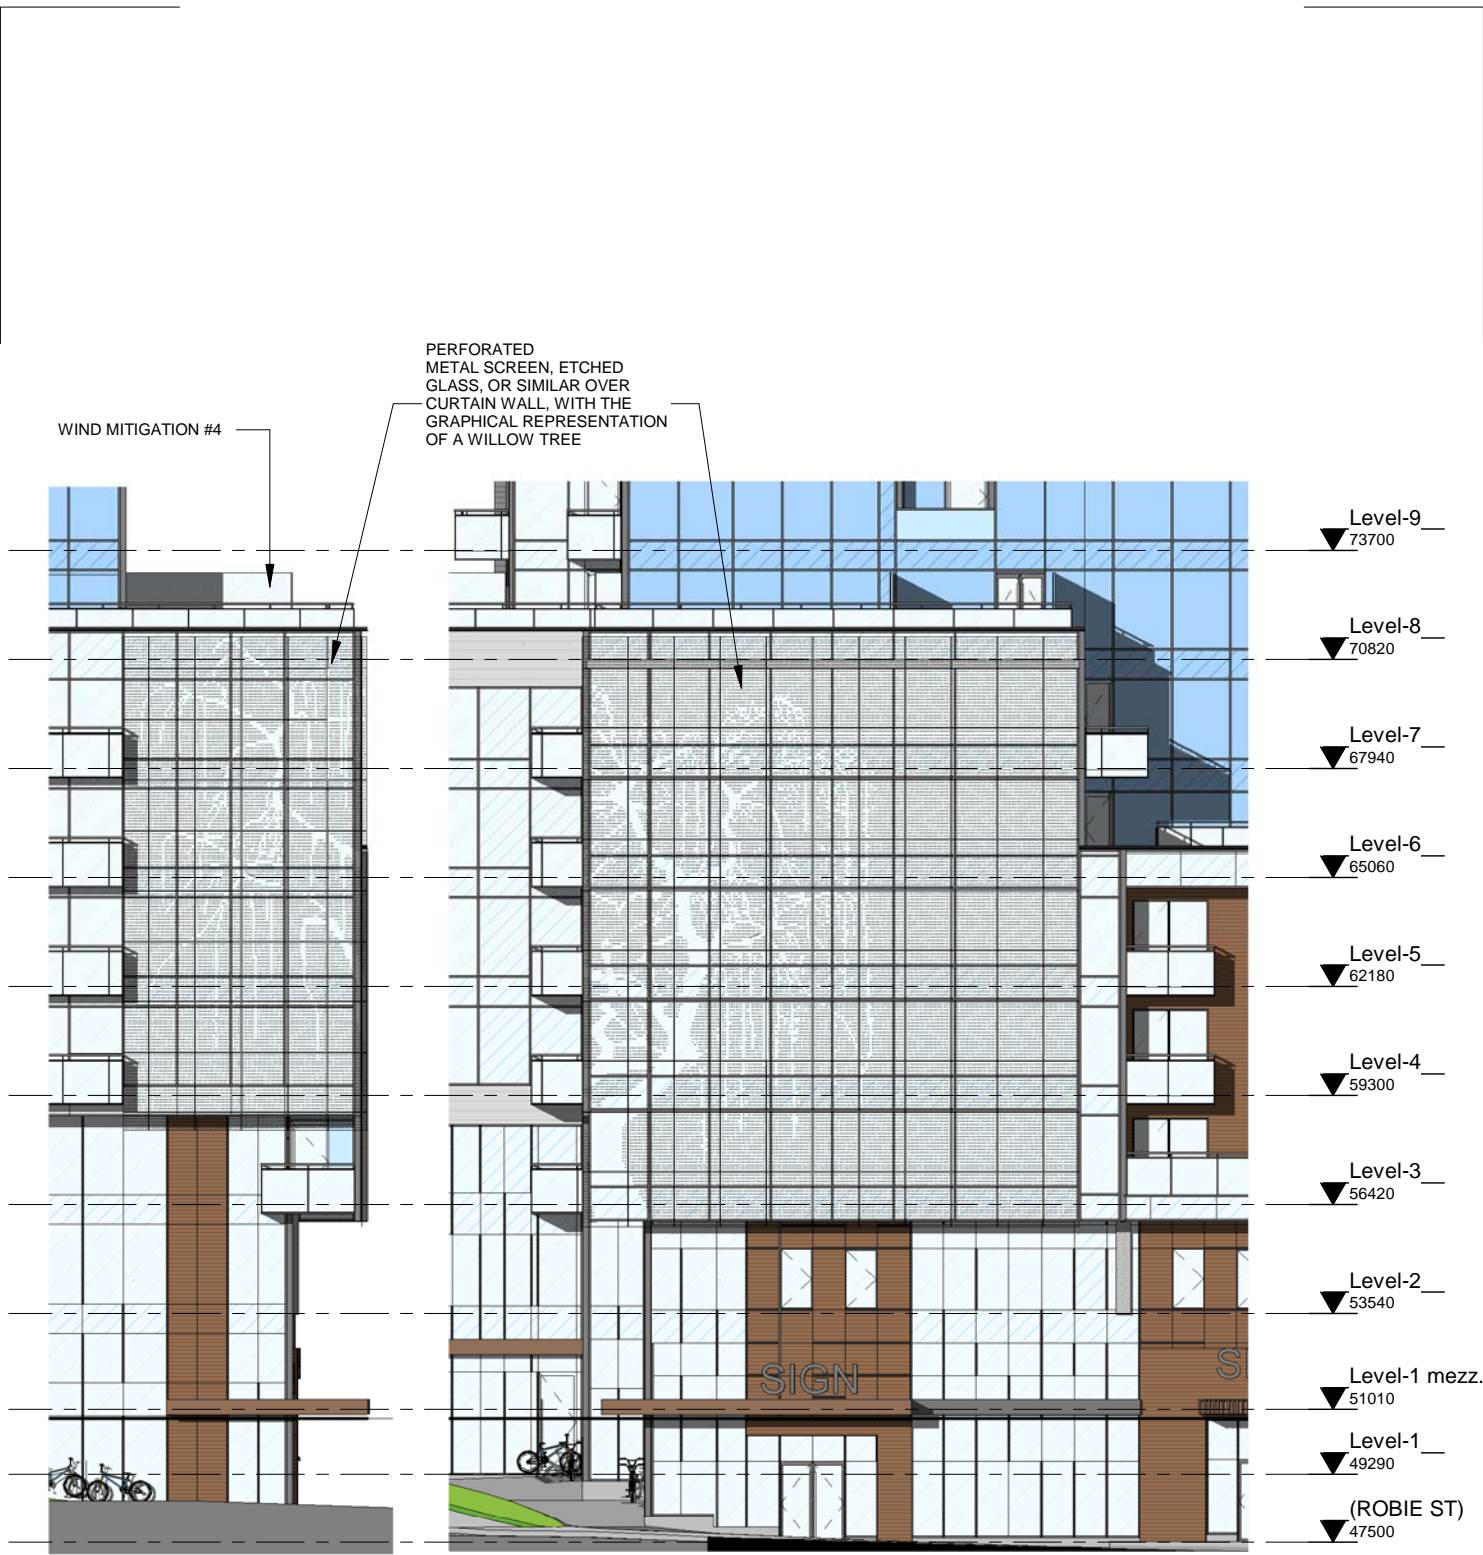 PERFORATED
METAL SCREEN, ETCHED
GLASS, OR SIMILAR OVER
CURTAIN WALL, WITH THE
GRAPHICAL REPRESENTATION
OF A WILLOW TREE
WIND MITIGATION #4
Level-9
73700
Level-8
70820
Level-7
67940
Level-6
65060
Level-5
62180
Level-4
59300
Level-3
56420
Level-2
53540
SIGN
S
Level-1 mezz.
51010
Level-1
49290
(ROBIE ST)
47500